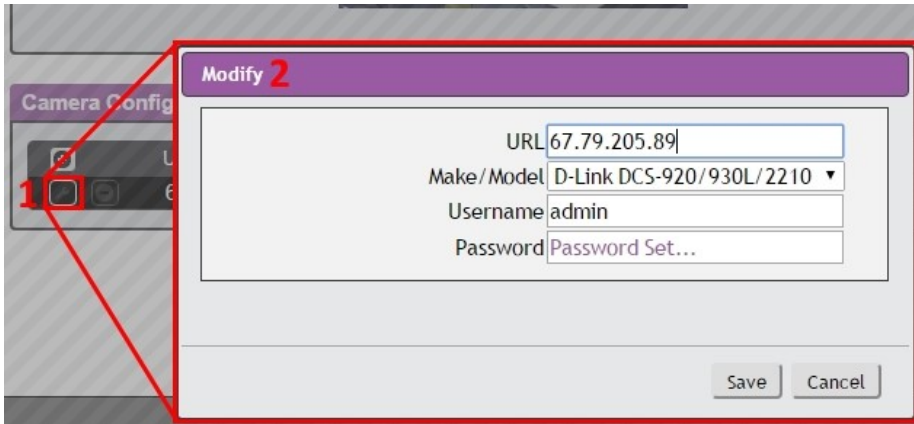 Modify 2
Camera Config
URL 67.79.205.89
U
Make/Model D-Link DCS-920/930L/2210
1 6
Username admin
Password Password Set...
Save Cancel